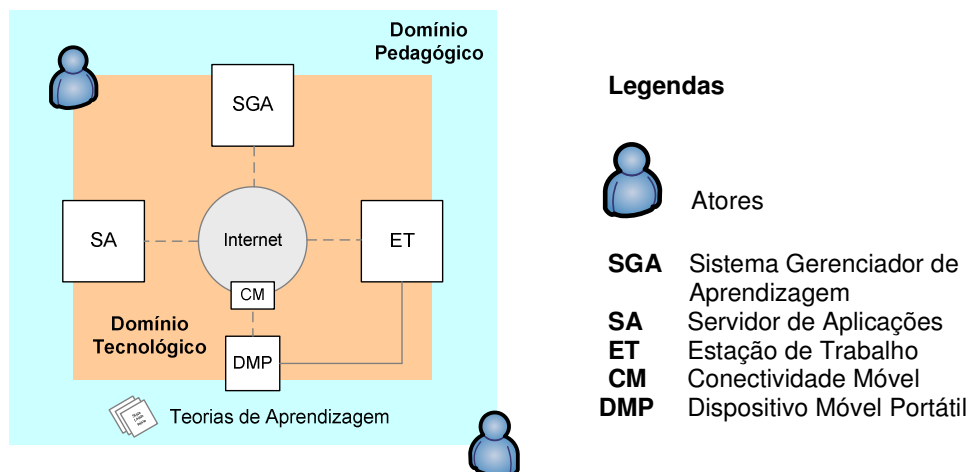 Domínio
Pedagógico
SGA
SA
Internet
ET
CM
Domínio
Tecnológico
DMP
Teorias de Aprendizagem
Legendas
Atores
SGA Sistema Gerenciador de
Aprendizagem
SA Servidor de Aplicações
ET Estação de Trabalho
CM Conectividade Móvel
DMP Dispositivo Móvel Portátil